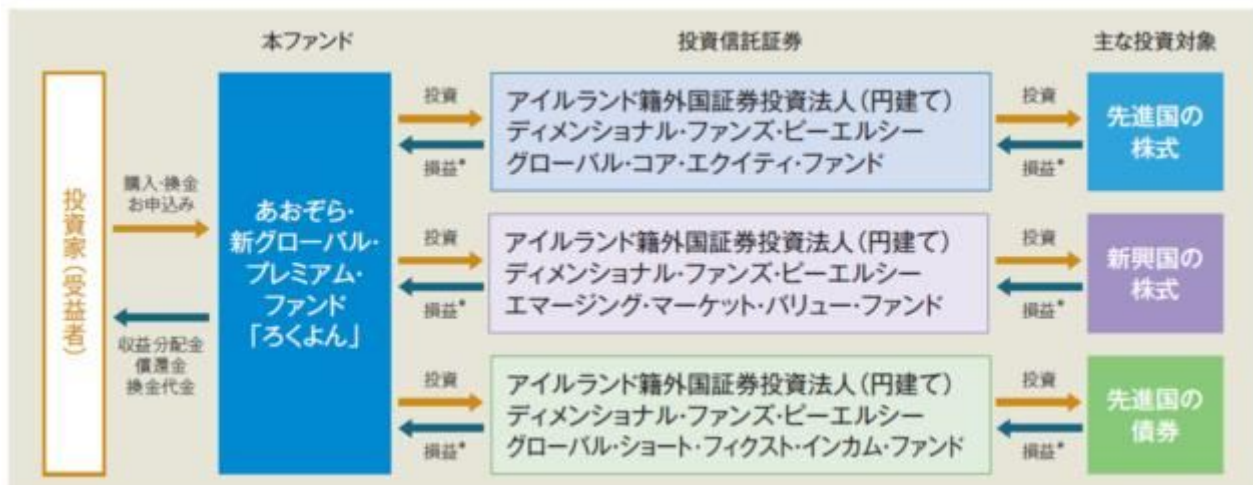 本ファンド
投資信託証券
主な投資対象
投資家(受益者)
購入・換金
お申込み
収益分配金
償還金
換金代金
あおぞら・
新グローバル・
プレミアム・
ファンド
「ろくよん」
投資
損益*
アイルランド籍外国証券投資法人(円建て)
ディメンショナル・ファンズ・ピーエルシー
グローバル・コア・エクイティ・ファンド
投資
損益*
先進国の
株式
投資
損益*
アイルランド籍外国証券投資法人(円建て)
ディメンショナル・ファンズ・ピーエルシー
エマージング・マーケット・バリュー・ファンド
投資
損益*
新興国の
株式
投資
損益*
アイルランド籍外国証券投資法人(円建て)
ディメンショナル・ファンズ・ピーエルシー
グローバル・ショート・フィクスト・インカム・ファンド
投資
損益*
先進国の
債券